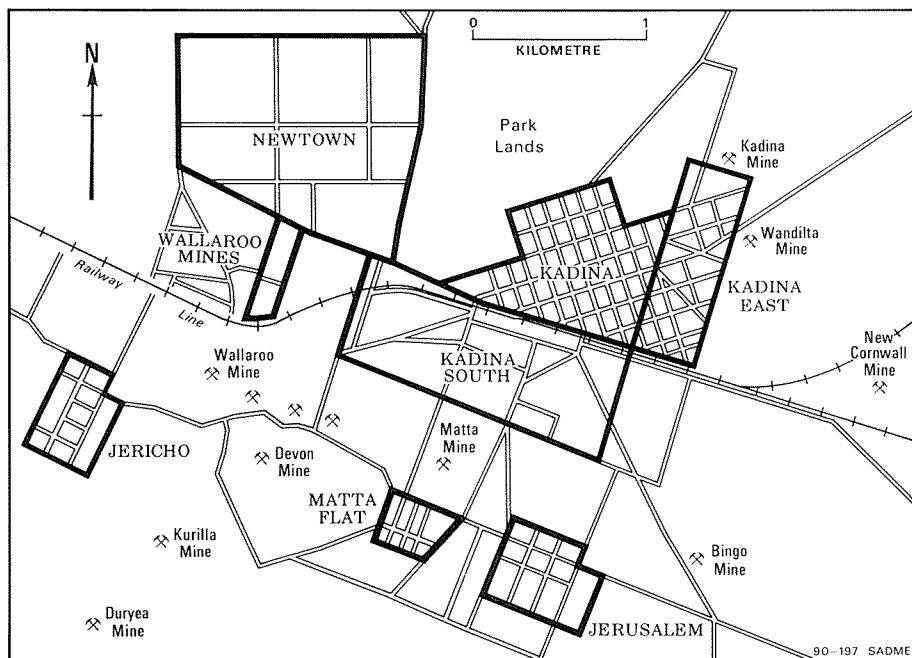 0 1
KILOMETRE
N
NEWTOWN
Park
Lands
Kadina
Mine
WALLAROO
MINES
Wandilta
Mine
KADINA
KADINA
EAST
Railway
Line
New
Cornwall
Mine
Wallaroo
Mine
KADINA
SOUTH
JERICHO
Devon
Mine
Matta
Mine
MATTA
FLAT
Kurilla
Mine
Bingo
Mine
Duryea
Mine
JERUSALEM
90-197 SADME